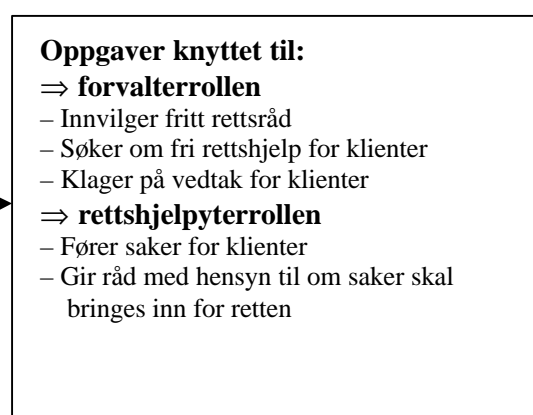 Oppgaver knyttet til:
⇒ forvalterrollen
– Innvilger fritt rettsråd
– Søker om fri rettshjelp for klienter
– Klager på vedtak for klienter
⇒ rettshjelpyterrollen
– Fører saker for klienter
– Gir råd med hensyn til om saker skal
bringes inn for retten